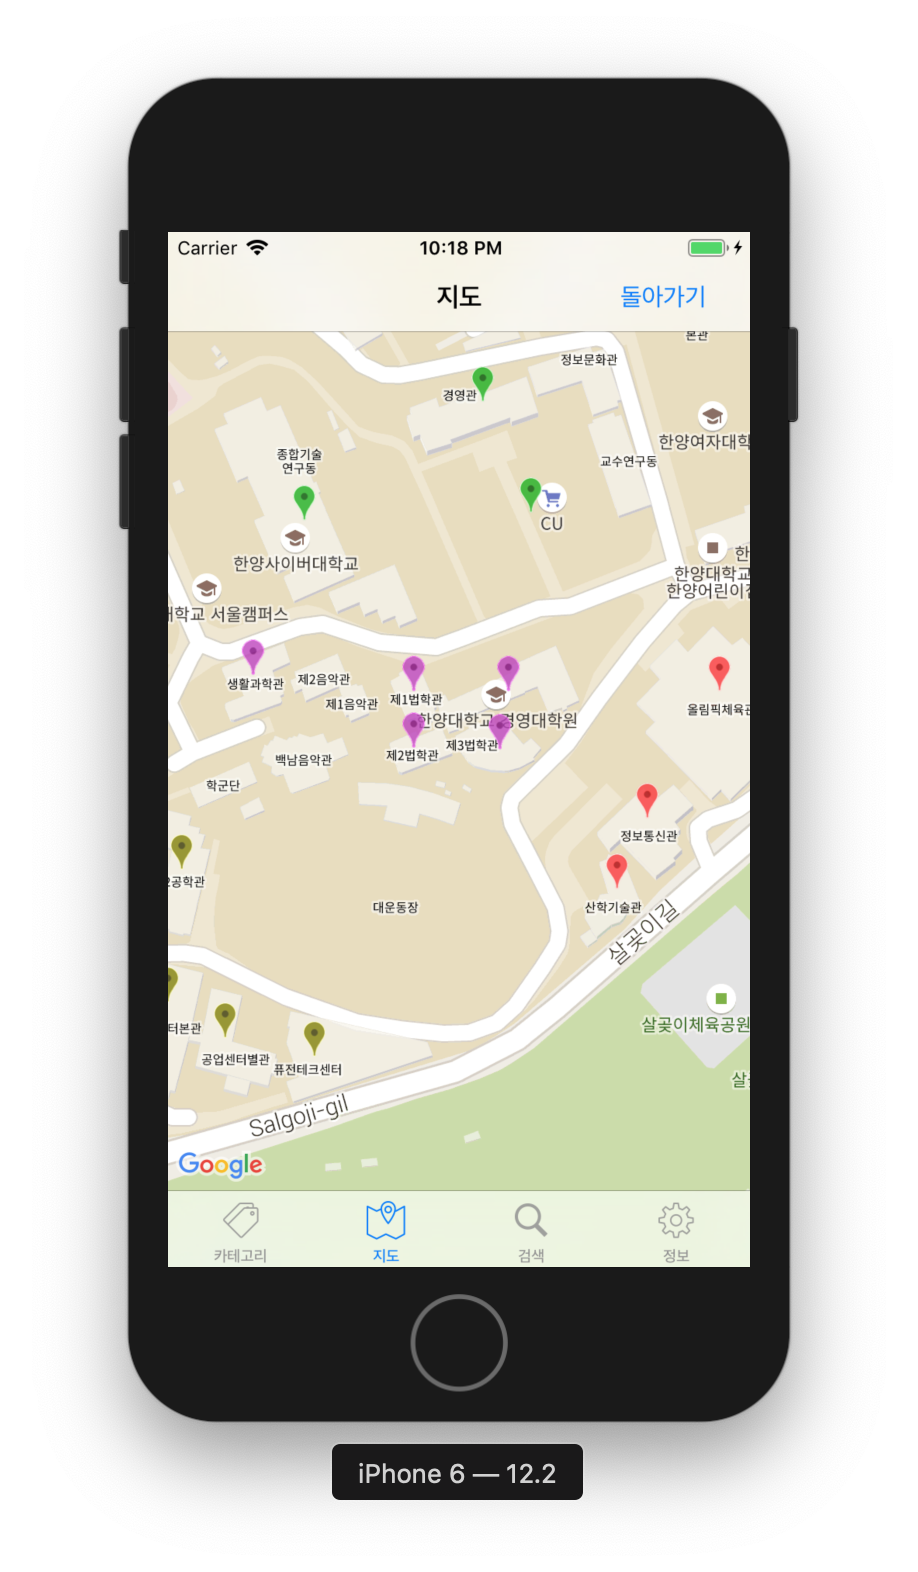 Carrier
10:18 PM
지도
돌아가기
본관
정보문화관
경영관
한양여자대학
종합기술
연구동
교수연구동
CU
한양사이버대학교
한
한양대학교
한양어린이집
대학교 서울캠퍼스
생활과학관
제2음악관
제1음악관
제1법학관
올림픽체육관
한양대학교 경영대학원
제2법학관
제3법학관
백남음악관
학군단
정보통신관
2공학관
대운동장
산학기술관
살곶이길
터본관
살곶이체육공원
공업센터별관
퓨전테크센터
살곶
Salgoji-gil
Google
카테고리
지도
검색
정보
iPhone 6 — 12.2